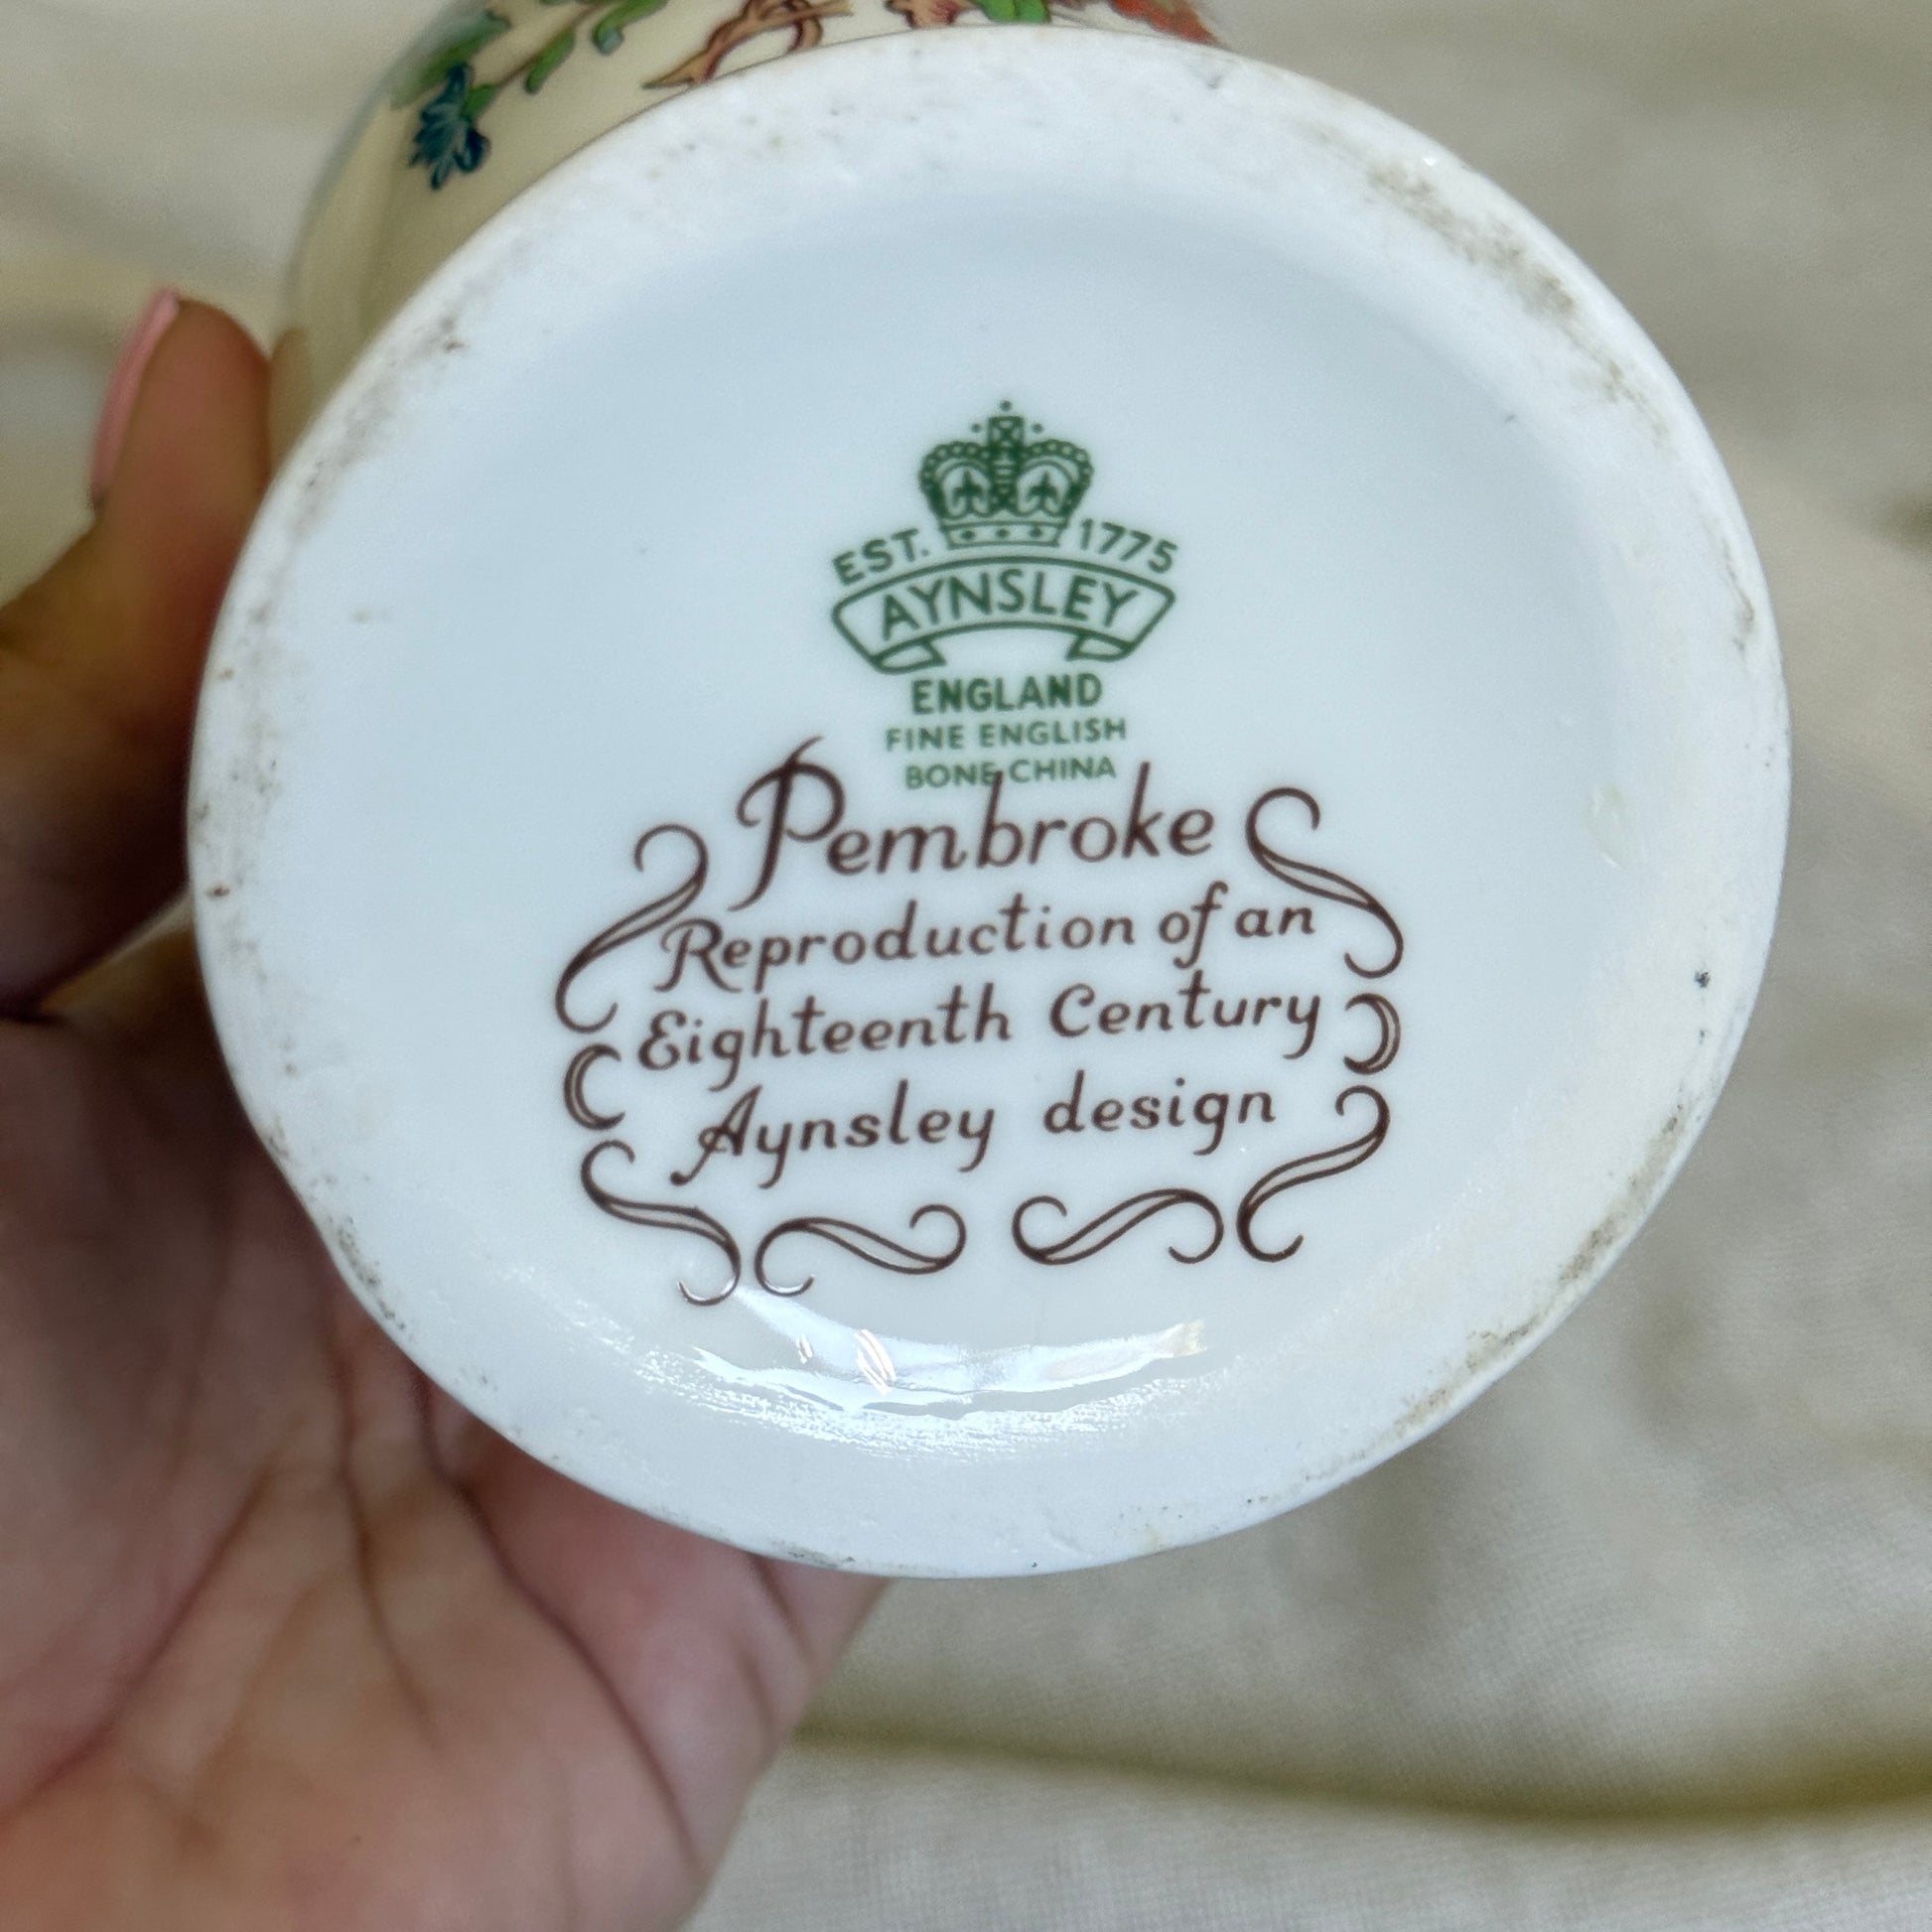 EST. 1775
AYNSLEY
ENGLAND
FINE ENGLISH
BONE CHINA
Pembroke
Reproduction of an
Eighteenth Century
Aynsley design